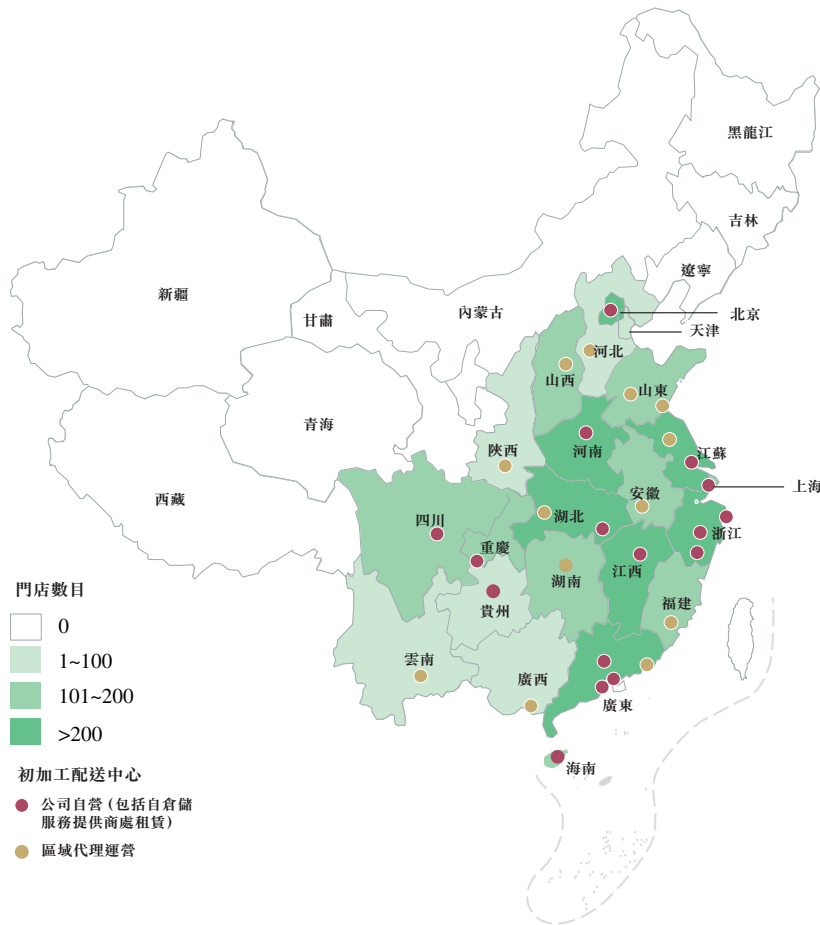 黑龍江
吉林
遼寧
新疆
甘肅
內蒙古
北京
天津
河北
山西
山東
青海
陝西
河南
江蘇
上海
西藏
安徽
四川
湖北
浙江
重慶
江西
湖南
貴州
福建
雲南
廣西
廣東
海南
門店數目
0
1~100
101~200
>200
初加工配送中心
公司自營（包括自倉儲
服務提供商處租賃）
區域代理運營